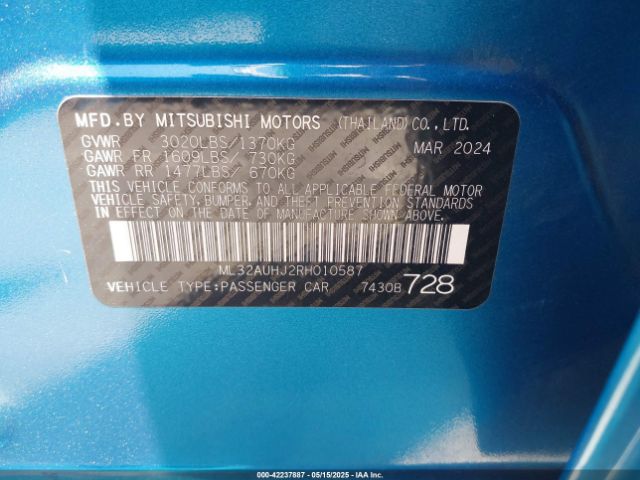 MFD.BY MITSUBISHI MOTORS (THAILAND)CO.,LTD.
GVWR 3020LBS/1370KG MAR 2024
GAWR FR 1609LBS/ 730KG
GAWR RR 1477LBS/ 670KG
THIS VEHICLE CONFORMS TO ALL APPLICABLE FEDERAL MOTOR
VEHICLE SAFETY, BUMPER, AND THEFT PREVENTION STANDARDS
IN EFFECT ON THE DATE OF MANUFACTURE SHOWN ABOVE.
ML32AUHJ2RH010587
VEHICLE TYPE:PASSENGER CAR 7430B 728
000-42237887 - 05/15/2025 - IAAI.COM